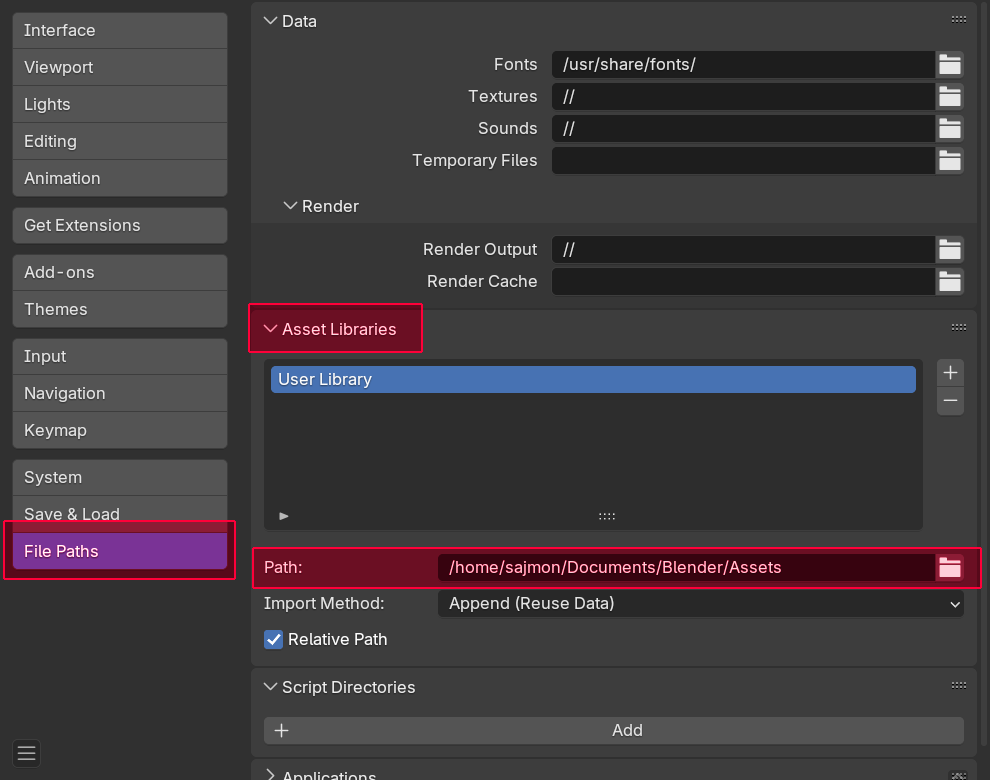 Interface
Viewport
Lights
Editing
Animation
Get Extensions
Add-ons
Themes
Input
Navigation
Keymap
System
Save & Load
File Paths
Data
Fonts /usr/share/fonts/
Textures //
Sounds //
Temporary Files
Render
Render Output //
Render Cache
Asset Libraries
User Library
Path: /home/sajmon/Documents/Blender/Assets
Import Method: Append (Reuse Data)
Relative Path
Script Directories
Add
Applications